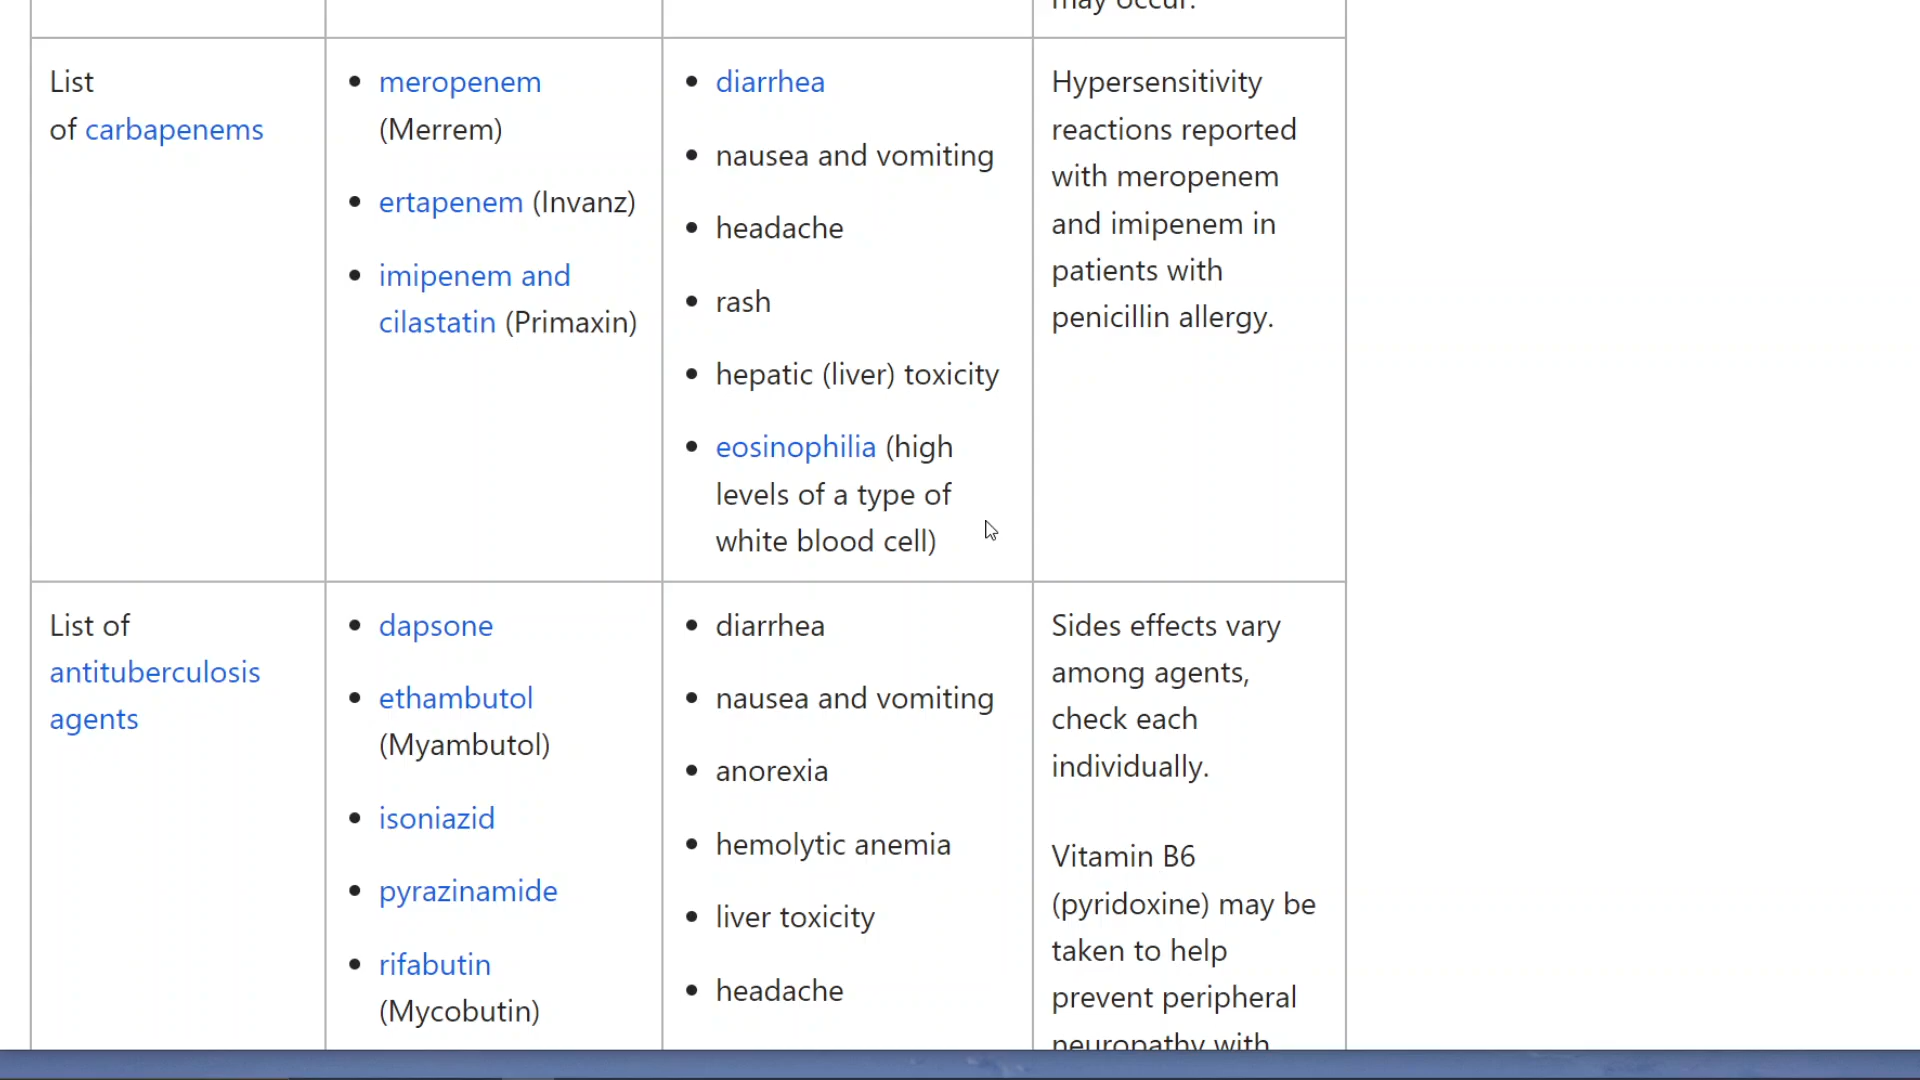 may occur.
List
of carbapenems
meropenem
(Merrem)
ertapenem (Invanz)
imipenem and
cilastatin (Primaxin)
diarrhea
nausea and vomiting
headache
rash
hepatic (liver) toxicity
eosinophilia (high
levels of a type of
white blood cell)
Hypersensitivity
reactions reported
with meropenem
and imipenem in
patients with
penicillin allergy.
List of
antituberculosis
agents
dapsone
ethambutol
(Myambutol)
isoniazid
pyrazinamide
rifabutin
(Mycobutin)
diarrhea
nausea and vomiting
anorexia
hemolytic anemia
liver toxicity
headache
Sides effects vary
among agents,
check each
individually.
Vitamin B6
(pyridoxine) may be
taken to help
prevent peripheral
neuropathy with